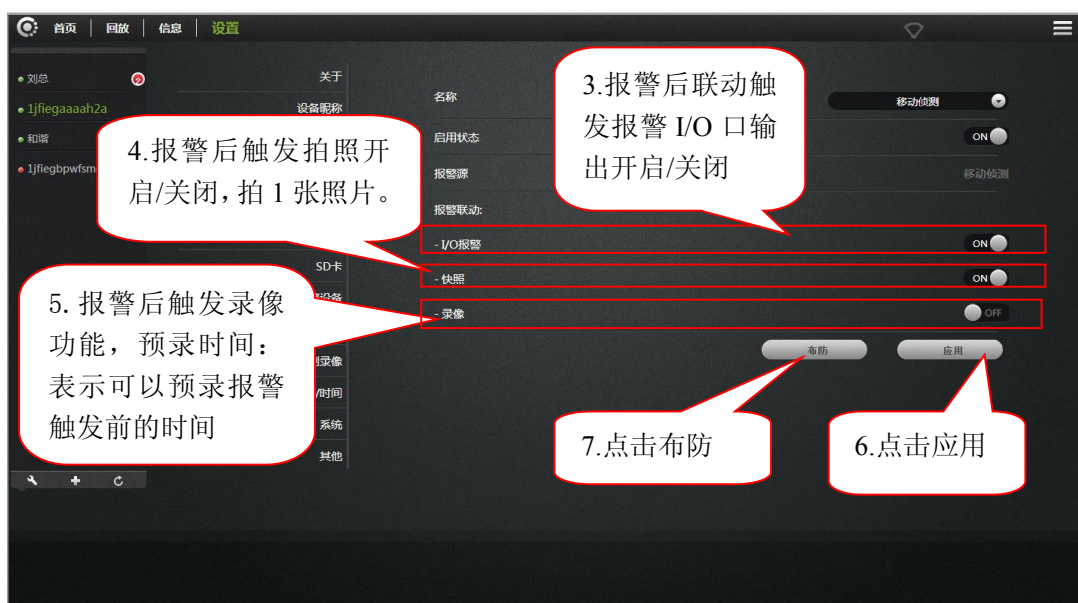 首页 回放 信息 设置
刘总
1jfiegaaaah2a
和谐
1jfiegbpwfsm
关于
设备昵称
SD卡
系统
其他
名称 移动侦测
启用状态 ON
报警源 移动侦测
报警联动:
- I/O报警 ON
- 快照 ON
- 录像 OFF
布防 应用
3.报警后联动触
发报警 I/O 口输
出开启/关闭
4.报警后触发拍照开
启/关闭，拍 1 张照片。
5. 报警后触发录像
功能，预录时间：
表示可以预录报警
触发前的时间
7.点击布防
6.点击应用